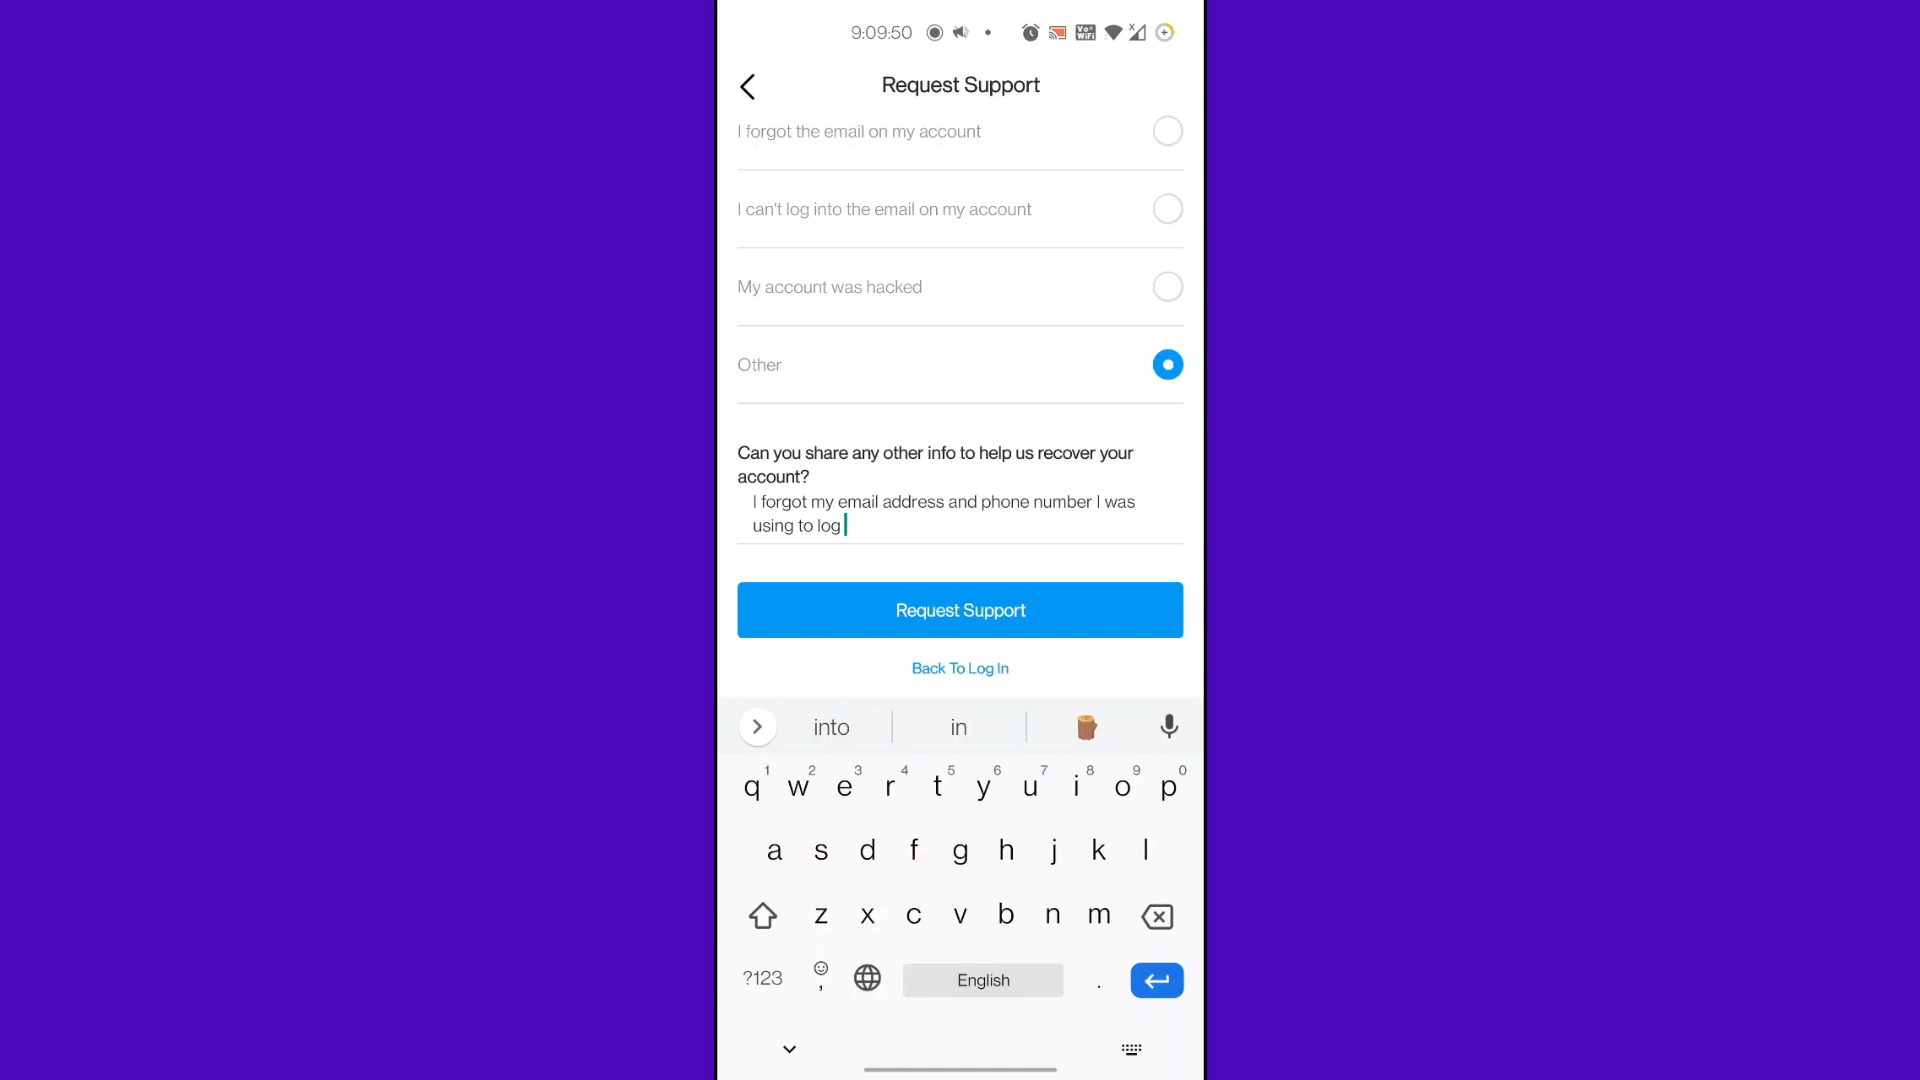 9:09:50
Vo WiFi
Request Support
I forgot the email on my account
I can't log into the email on my account
My account was hacked
Other
Can you share any other info to help us recover your
account?
I forgot my email address and phone number I was
using to log
Request Support
Back To Log In
into in
1 2 3 4 5 6 7 8 9 0
q w e r t y u i o p
a s d f g h j k l
z x c v b n m
?123 , English .